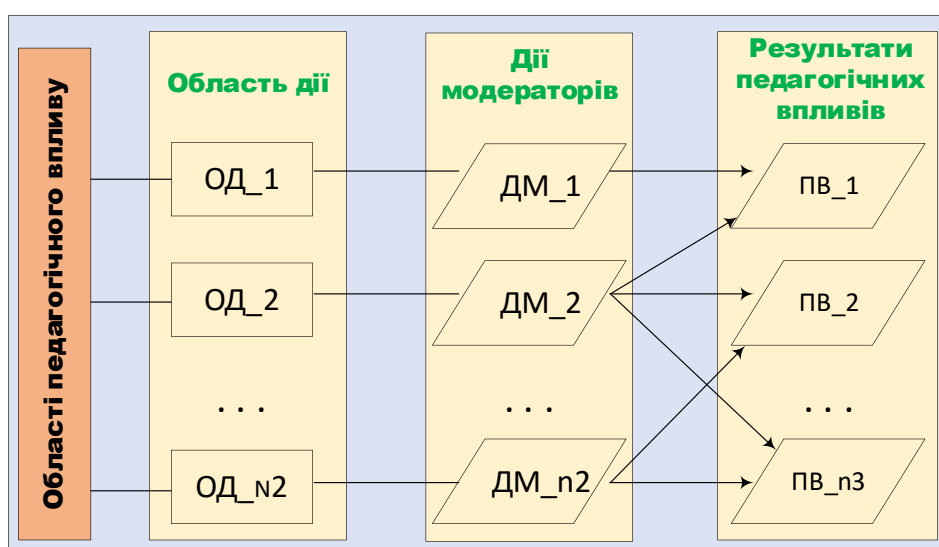 Області педагогічного впливу
Область дії
Дії
модераторів
Результати
педагогічних
впливів
ОД_1
ДМ_1
ПВ_1
ОД_2
ДМ_2
ПВ_2
. . .
. . .
. . .
ОД_N2
ДМ_n2
ПВ_n3